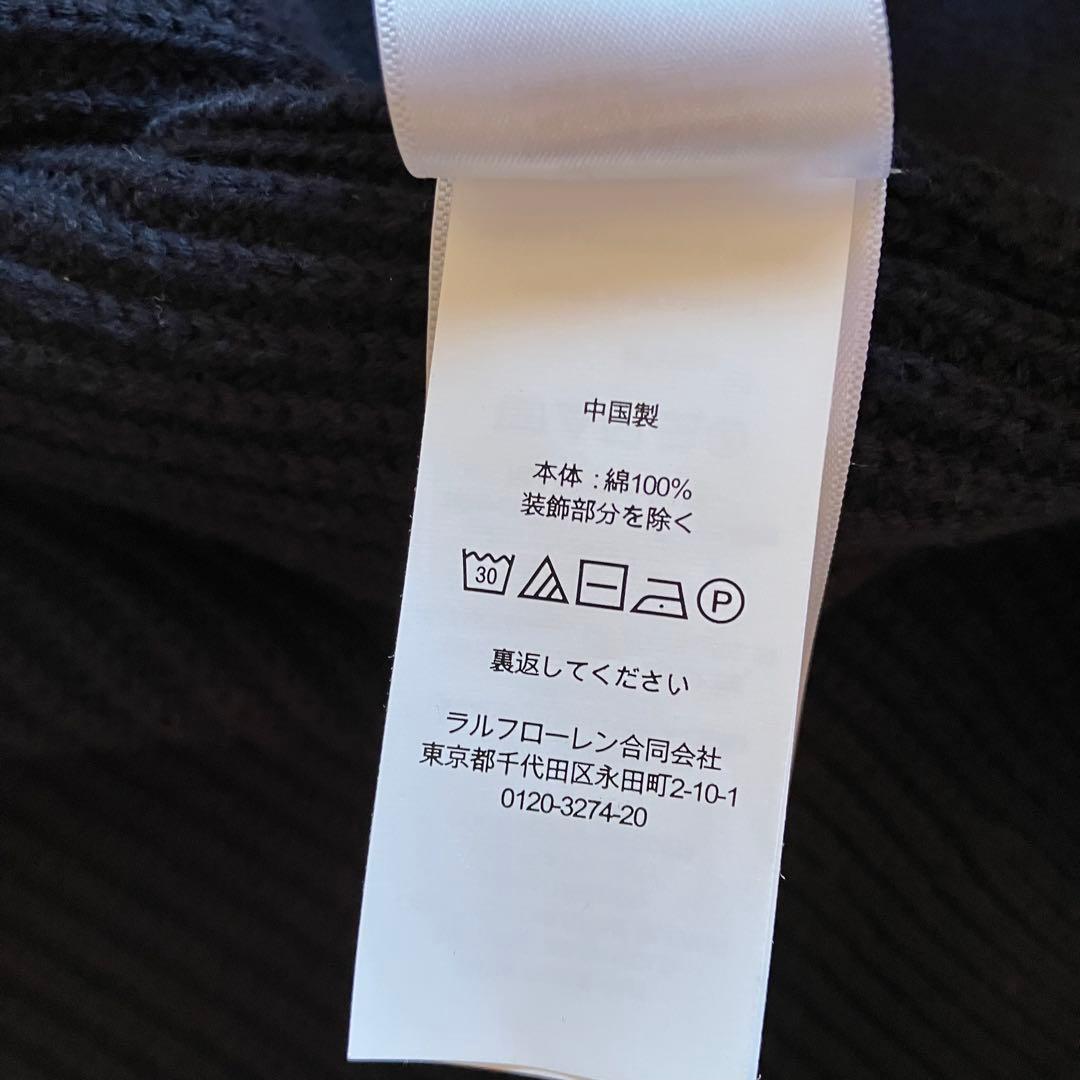 中国製
本体：綿100%
装飾部分を除く
30 P
裏返してください
ラルフローレン合同会社
東京都千代田区永田町2-10-1
0120-3274-20